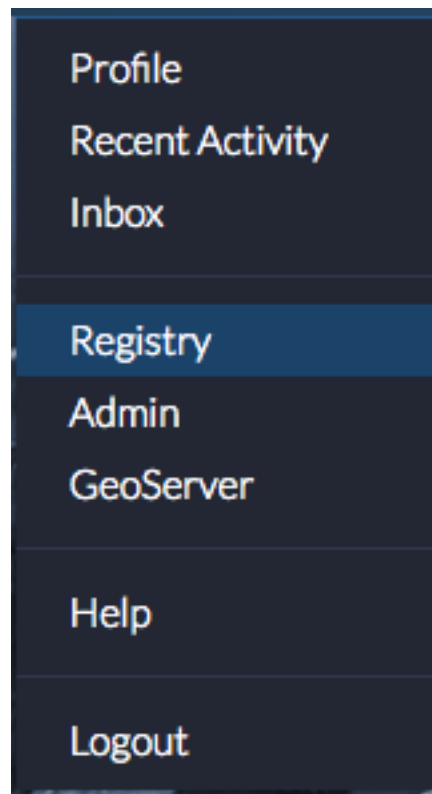 Profile
Recent Activity
Inbox
Registry
Admin
GeoServer
Help
Logout